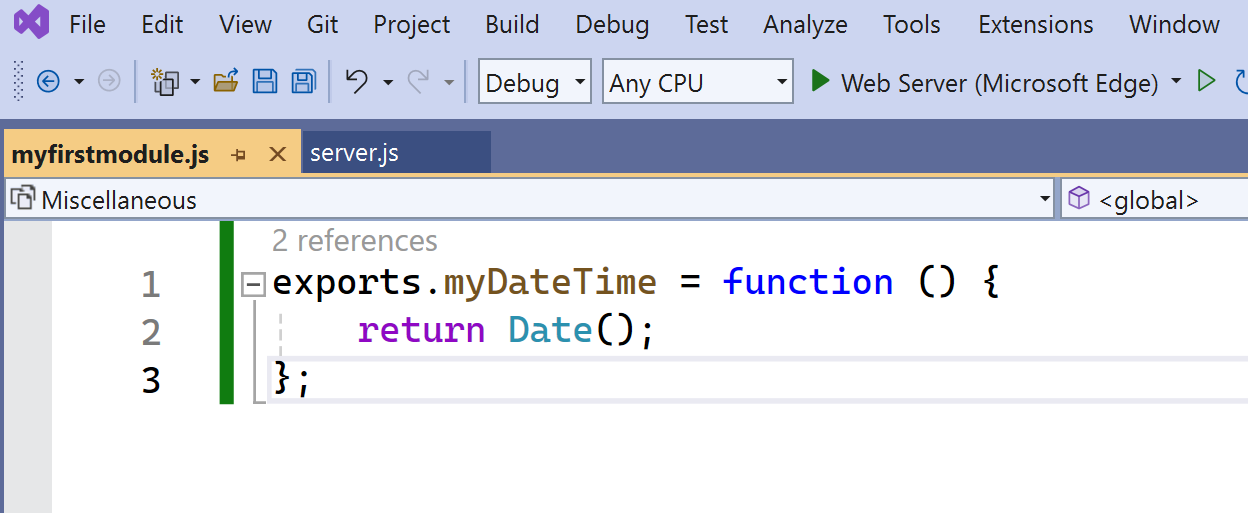 File Edit View Git Project Build Debug Test Analyze Tools Extensions Window
Debug Any CPU Web Server (Microsoft Edge)
myfirstmodule.js server.js
Miscellaneous <global>
2 references
1 exports.myDateTime = function () {
2     return Date();
3 };